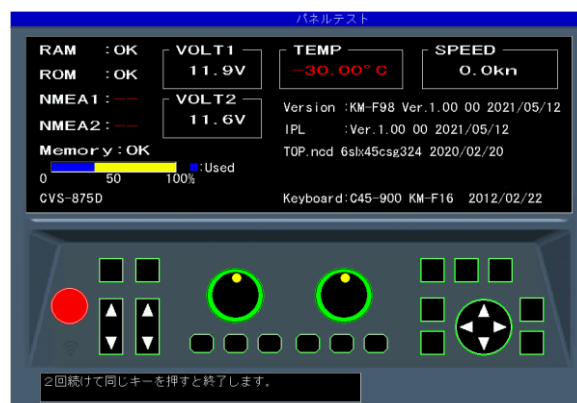 パネルテスト
RAM :OK
ROM :OK
NMEA1:--
NMEA2:--
Memory:OK
0 50 100%
:Used
CVS-875D
VOLT1
11.9V
VOLT2
11.6V
TEMP
-30.00°C
SPEED
0.0kn
Version :KM-F98 Ver.1.00 00 2021/05/12
IPL :Ver.1.00 00 2021/05/12
TOP.ncd 6slx45csg324 2020/02/20
Keyboard:C45-900 KM-F16 2012/02/22
2回続けて同じキーを押すと終了します。